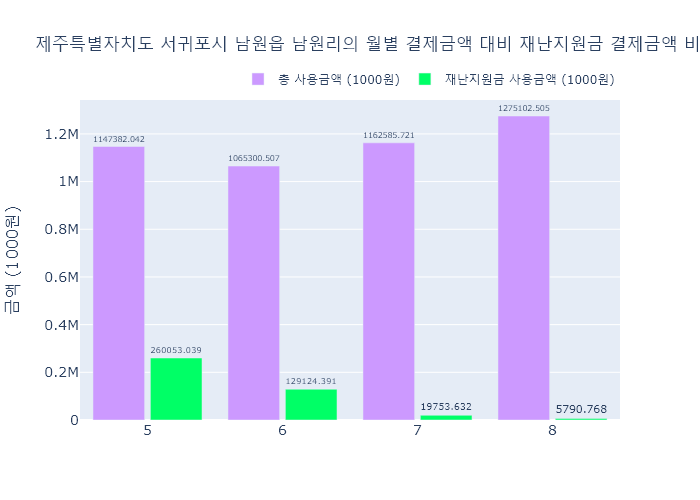 제주특별자치도 서귀포시 남원읍 남원리의 월별 결제금액 대비 재난지원금 결제금액 비
총 사용금액 (1000원) 재난지원금 사용금액 (1000원)
1275102.505
1147382.042
1162585.721
1065300.507
260053.039
129124.391
19753.632
5790.768
1.2M
1M
0.8M
0.6M
0.4M
0.2M
0
금액 (1000원)
5 6 7 8